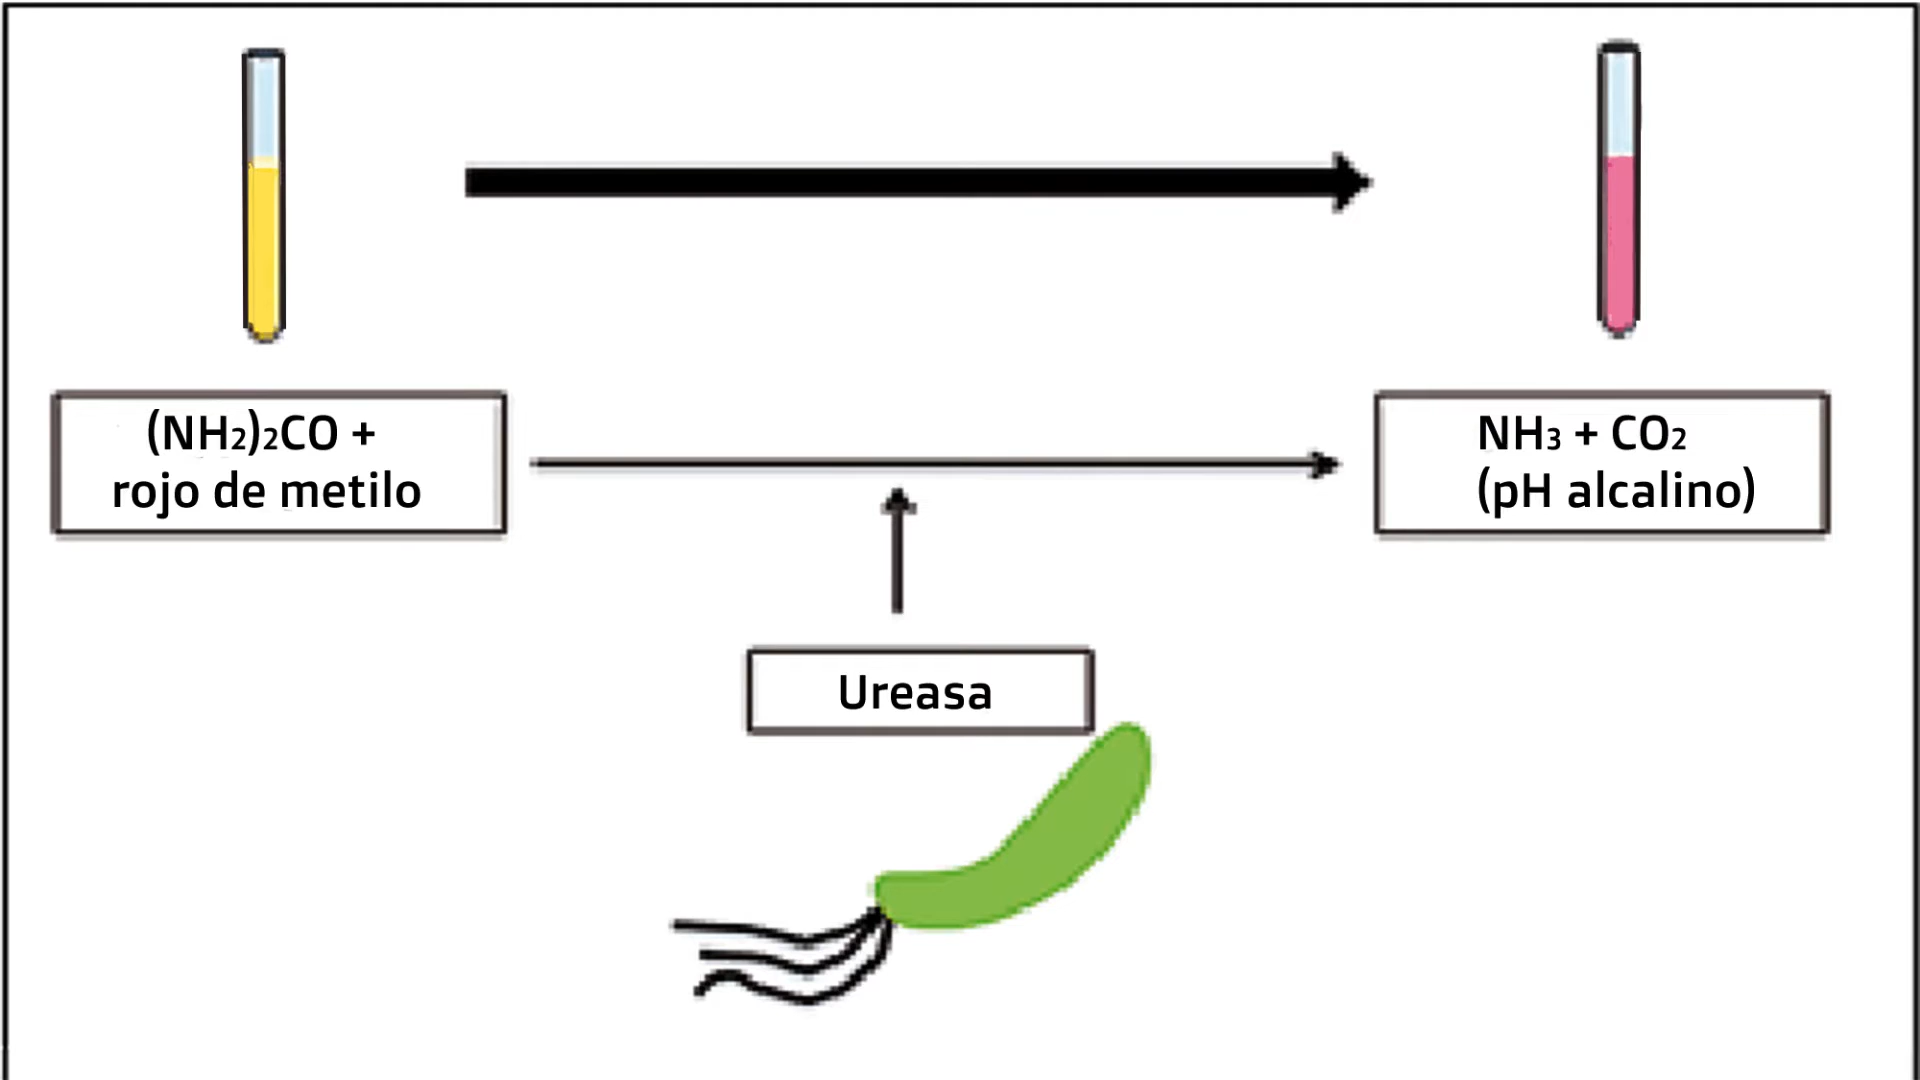 (NH₂)₂CO +
rojo de metilo
NH₃ + CO₂
(pH alcalino)
Ureasa